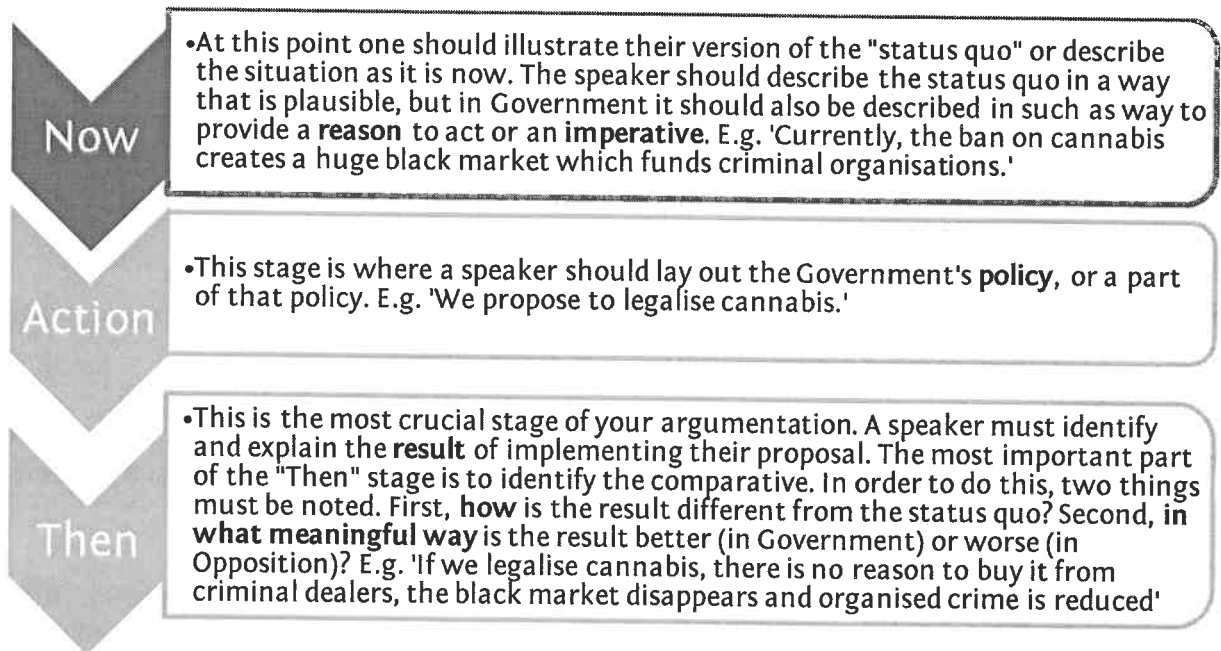 Now
•At this point one should illustrate their version of the "status quo" or describe
the situation as it is now. The speaker should describe the status quo in a way
that is plausible, but in Government it should also be described in such as way to
provide a reason to act or an imperative. E.g. 'Currently, the ban on cannabis
creates a huge black market which funds criminal organisations.'
Action
•This stage is where a speaker should lay out the Government's policy, or a part
of that policy. E.g. 'We propose to legalise cannabis.'
Then
•This is the most crucial stage of your argumentation. A speaker must identify
and explain the result of implementing their proposal. The most important part
of the "Then" stage is to identify the comparative. In order to do this, two things
must be noted. First, how is the result different from the status quo? Second, in
what meaningful way is the result better (in Government) or worse (in
Opposition)? E.g. 'If we legalise cannabis, there is no reason to buy it from
criminal dealers, the black market disappears and organised crime is reduced'